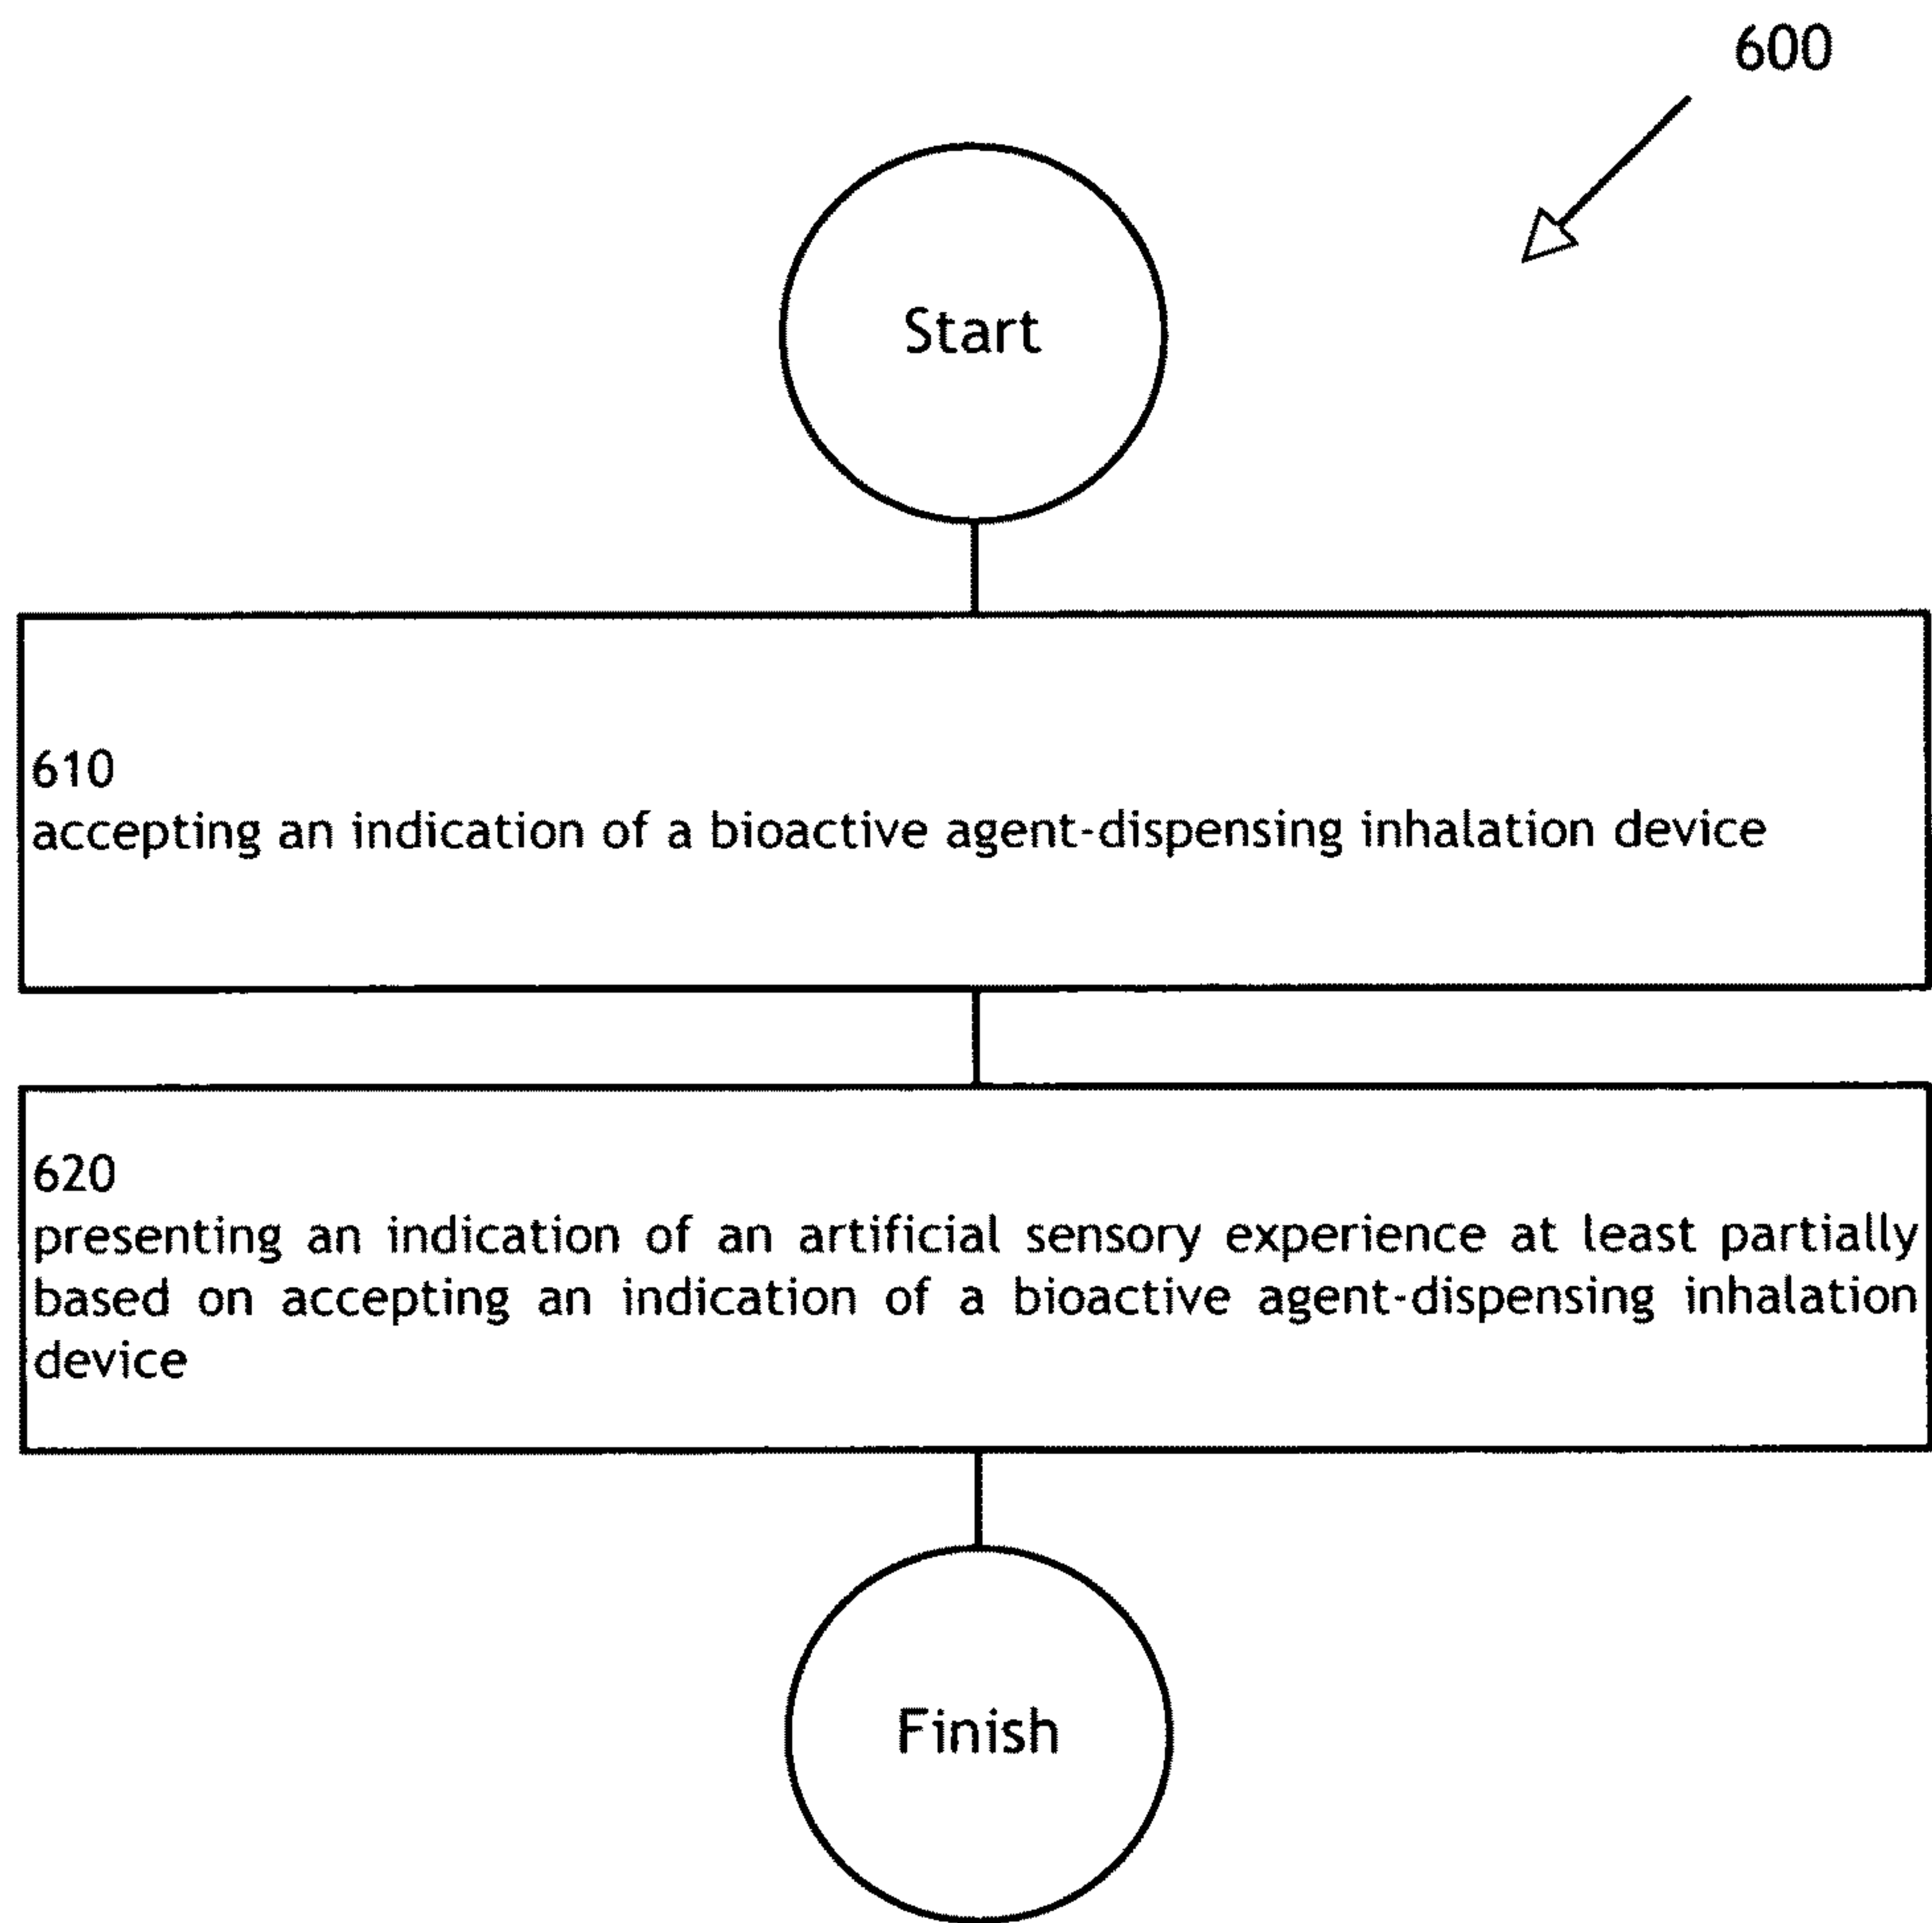 600
Start
610
accepting an indication of a bioactive agent-dispensing inhalation device
620
presenting an indication of an artificial sensory experience at least partially
based on accepting an indication of a bioactive agent-dispensing inhalation
device
Finish